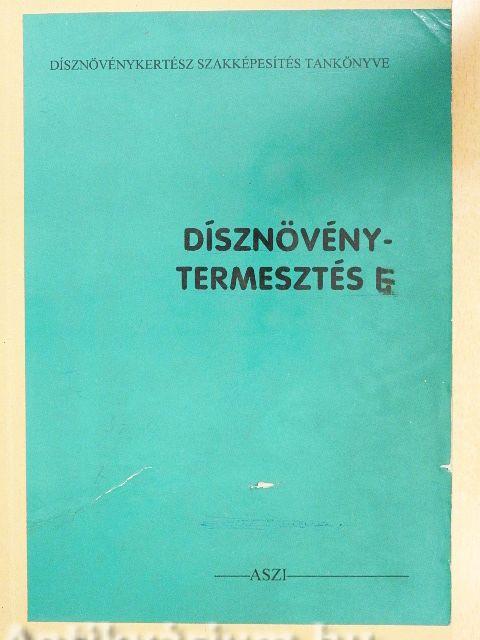 DÍSZNÖVÉNYKERTÉSZ SZAKKÉPESÍTÉS TANKÖNYVE
DÍSZNÖVÉNY-
TERMESZTÉS
ASZI